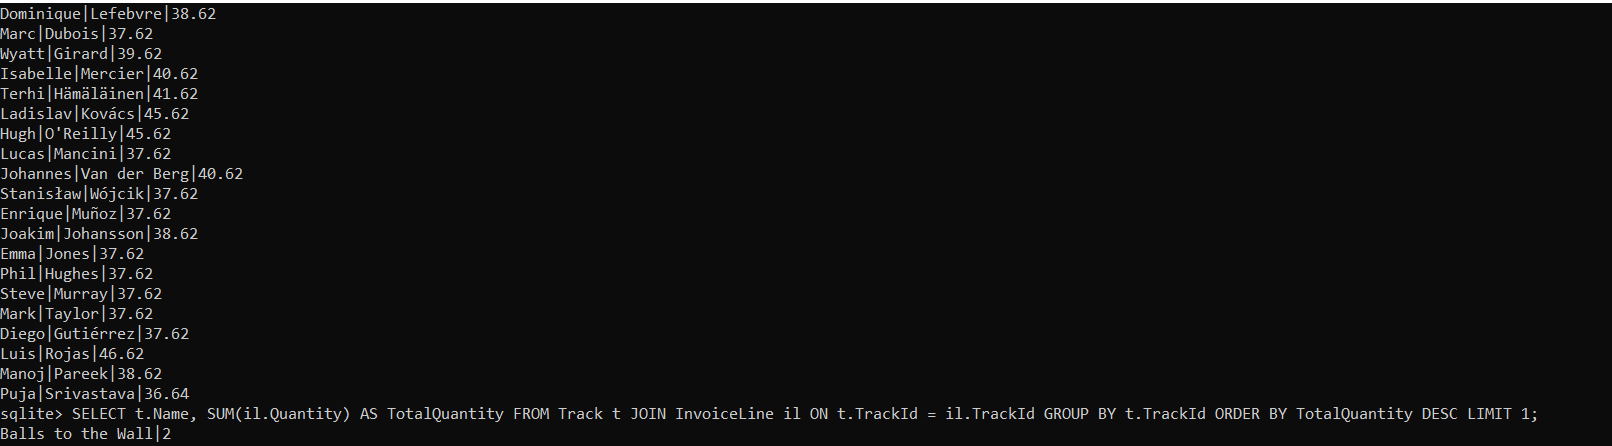 Dominique|Lefebvre|38.62
Marc|Dubois|37.62
Wyatt|Girard|39.62
Isabelle|Mercier|40.62
Terhi|Hämäläinen|41.62
Ladislav|Kovács|45.62
Hugh|O'Reilly|45.62
Lucas|Mancini|37.62
Johannes|Van der Berg|40.62
Stanisław|Wójcik|37.62
Enrique|Muñoz|37.62
Joakim|Johansson|38.62
Emma|Jones|37.62
Phil|Hughes|37.62
Steve|Murray|37.62
Mark|Taylor|37.62
Diego|Gutiérrez|37.62
Luis|Rojas|46.62
Manoj|Pareek|38.62
Puja|Srivastava|36.64
sqlite> SELECT t.Name, SUM(il.Quantity) AS TotalQuantity FROM Track t JOIN InvoiceLine il ON t.TrackId = il.TrackId GROUP BY t.TrackId ORDER BY TotalQuantity DESC LIMIT 1;
Balls to the Wall|2